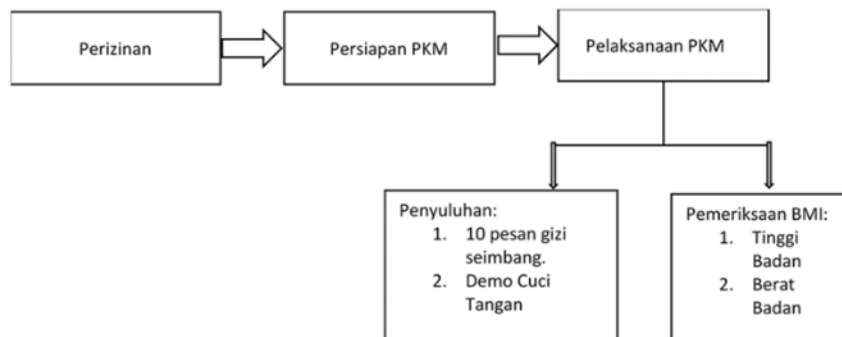 Perizinan
Persiapan PKM
Pelaksanaan PKM
Penyuluhan:
1. 10 pesan gizi
seimbang.
2. Demo Cuci
Tangan
Pemeriksaan BMI:
1. Tinggi
Badan
2. Berat
Badan